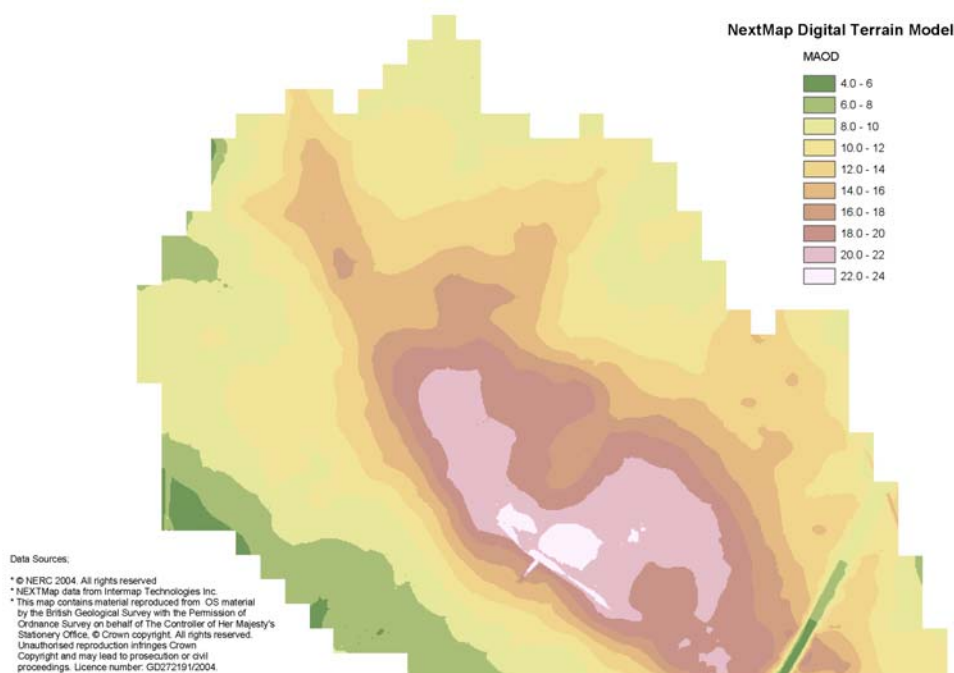 NextMap Digital Terrain Model
MAOD
4.0 - 6
6.0 - 8
8.0 - 10
10.0 - 12
12.0 - 14
14.0 - 16
16.0 - 18
18.0 - 20
20.0 - 22
22.0 - 24
Data Sources;
* © NERC 2004. All rights reserved
* NEXTMap data from Intermap Technologies Inc.
* This map contains material reproduced from OS material
by the British Geological Survey with the Permission of
Ordnance Survey on behalf of The Controller of Her Majesty's
Stationery Office, © Crown copyright. All rights reserved.
Unauthorised reproduction infringes Crown
Copyright and may lead to prosecution or civil
proceedings. Licence number: GD272191/2004.